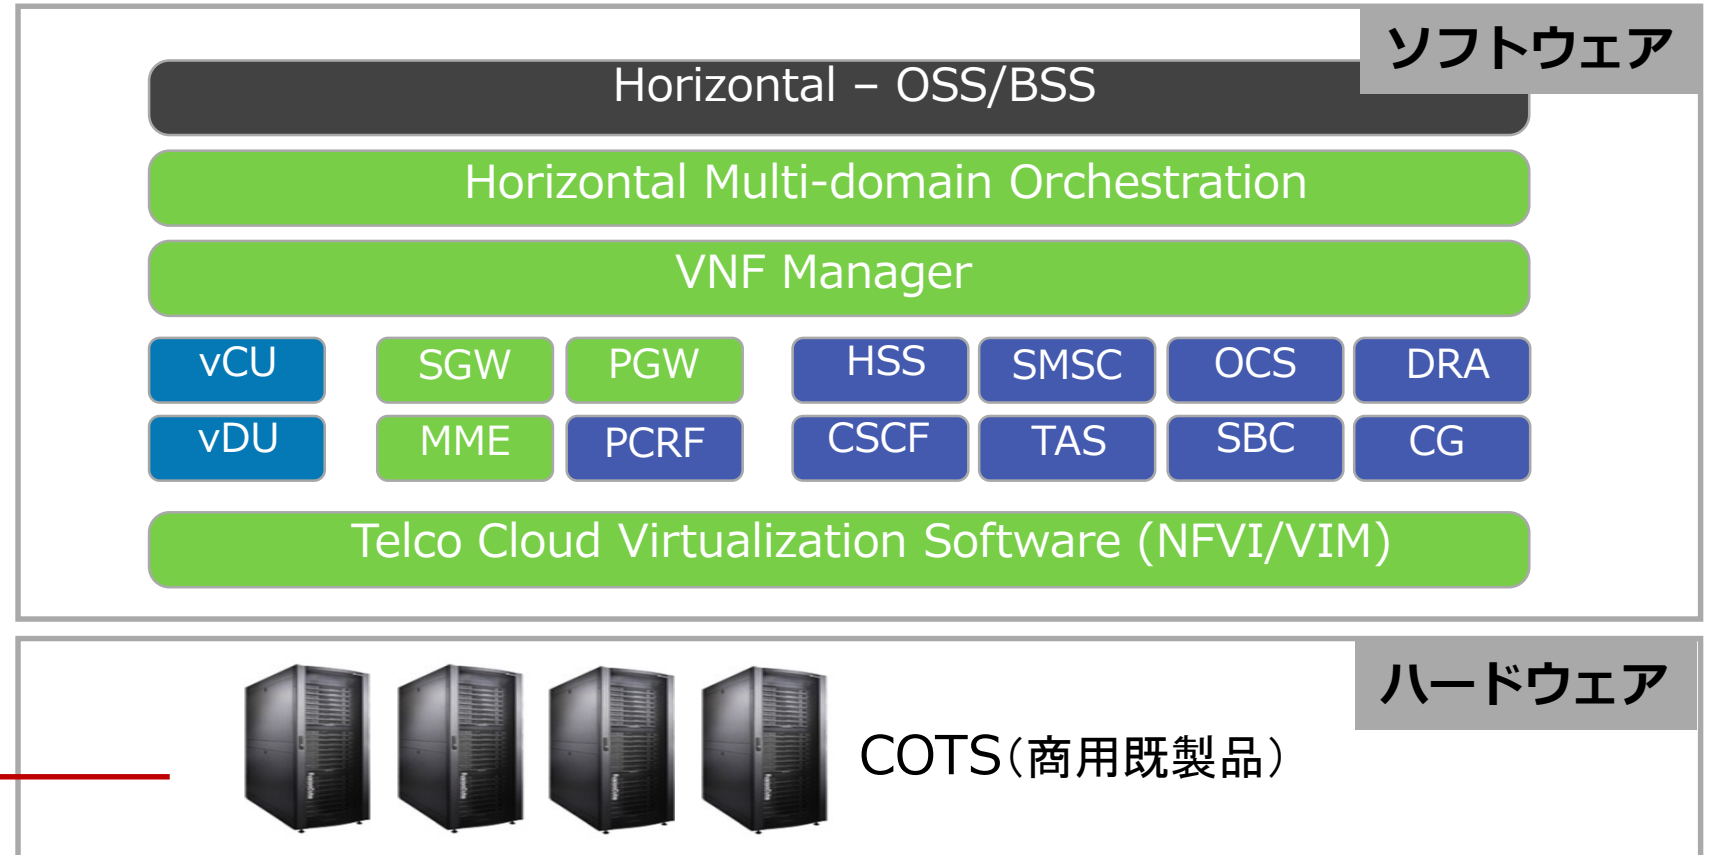 ソフトウェア
Horizontal – OSS/BSS
Horizontal Multi-domain Orchestration
VNF Manager
vCU SGW PGW HSS SMSC OCS DRA
vDU MME PCRF CSCF TAS SBC CG
Telco Cloud Virtualization Software (NFVI/VIM)
ハードウェア
COTS（商用既製品）